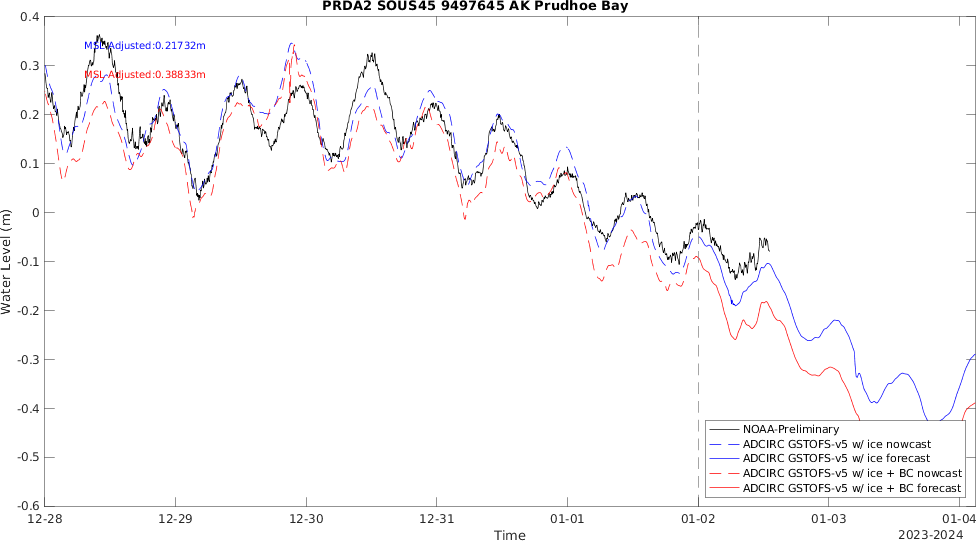 PRDA2 SOUS45 9497645 AK Prudhoe Bay
0.4
MSL Adjusted:0.21732m
0.3
MSL Adjusted:0.38833m
0.2
0.1
0
Water Level (m)
-0.1
-0.2
-0.3
-0.4
-0.5
-0.6
NOAA-Preliminary
ADCIRC GSTOFS-v5 w/ ice nowcast
ADCIRC GSTOFS-v5 w/ ice forecast
ADCIRC GSTOFS-v5 w/ ice + BC nowcast
ADCIRC GSTOFS-v5 w/ ice + BC forecast
12-28 12-29 12-30 12-31 01-01 01-02 01-03 01-04
Time
2023-2024